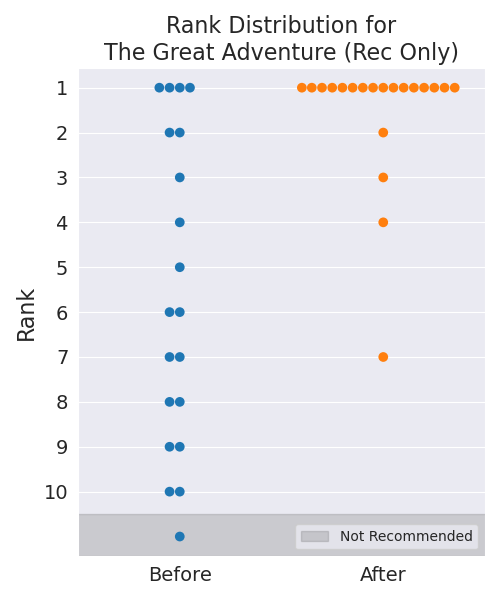 Rank Distribution for
The Great Adventure (Rec Only)
Rank
1
2
3
4
5
6
7
8
9
10
Not Recommended
Before
After